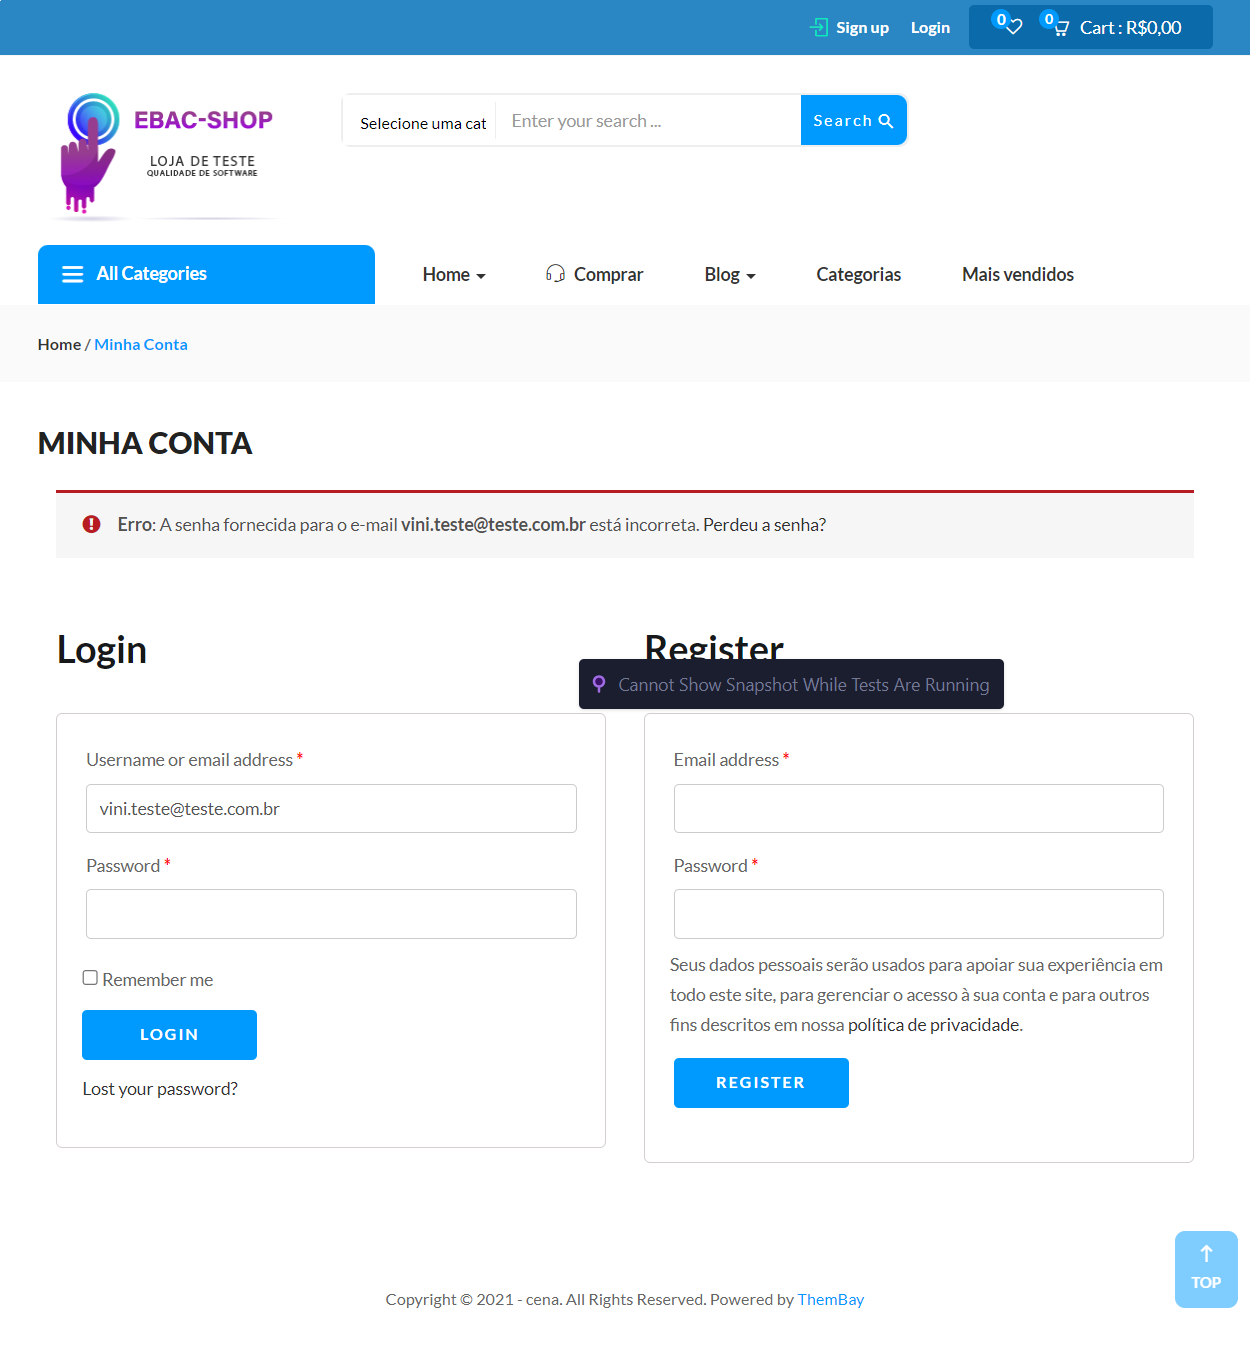 Sign up Login 0 0 Cart : R$0,00
EBAC-SHOP
LOJA DE TESTE
QUALIDADE DE SOFTWARE
Selecione uma cat Enter your search ... Search
All Categories Home Comprar Blog Categorias Mais vendidos
Home / Minha Conta
MINHA CONTA
Erro: A senha fornecida para o e-mail vini.teste@teste.com.br está incorreta. Perdeu a senha?
Login
Register
Cannot Show Snapshot While Tests Are Running
Username or email address *
vini.teste@teste.com.br
Password *
Remember me
LOGIN
Lost your password?
Email address *
Password *
Seus dados pessoais serão usados para apoiar sua experiência em
todo este site, para gerenciar o acesso à sua conta e para outros
fins descritos em nossa política de privacidade.
REGISTER
TOP
Copyright © 2021 - cena. All Rights Reserved. Powered by ThemBay